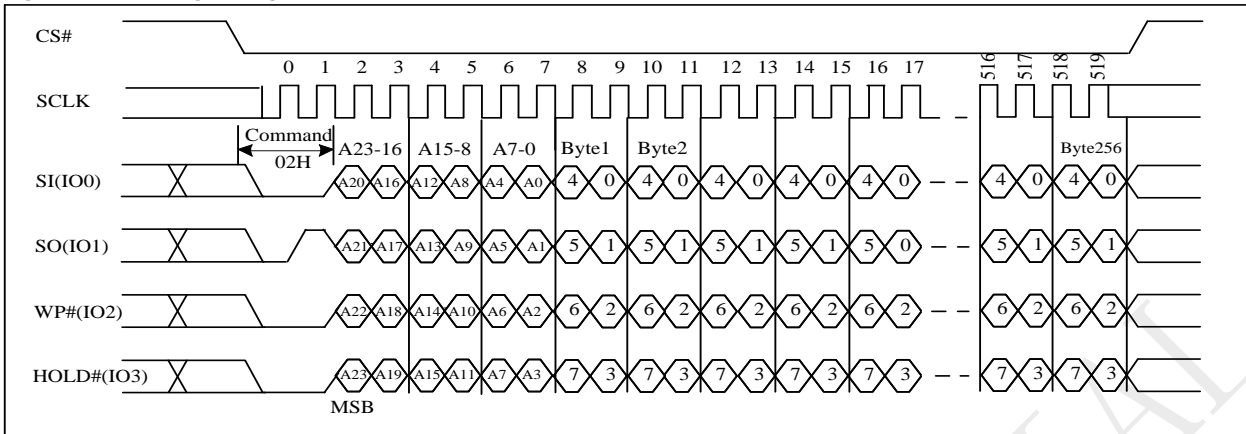 CS#
0 1 2 3 4 5 6 7 8 9 10 11 12 13 14 15 16 17 516 517 518 519
SCLK
Command
02H
A23-16 A15-8 A7-0 Byte1 Byte2 Byte256
SI(IO0) A20 A16 A12 A8 A4 A0 4 0 4 0 4 0 4 0 4 0 4 0 4 0
SO(IO1) A21 A17 A13 A9 A5 A1 5 1 5 1 5 1 5 1 5 0 5 1 5 1
WP#(IO2) A22 A18 A14 A10 A6 A2 6 2 6 2 6 2 6 2 6 2 6 2 6 2
HOLD#(IO3) A23 A19 A15 A11 A7 A3 7 3 7 3 7 3 7 3 7 3 7 3 7 3
MSB